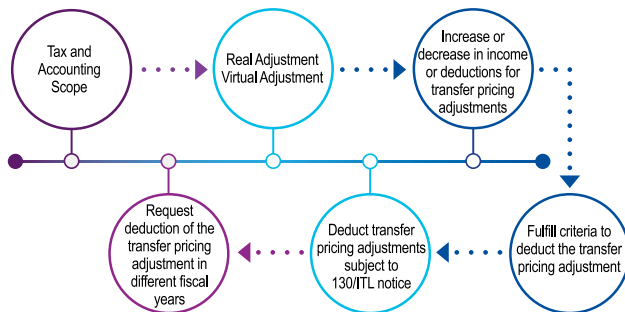 Tax and
Accounting
Scope
Real Adjustment
Virtual Adjustment
Increase or
decrease in income
or deductions for
transfer pricing
adjustments
Fulfill criteria to
deduct the transfer
pricing adjustment
Deduct transfer
pricing adjustments
subject to
130/ITL notice
Request
deduction of the
transfer pricing
adjustment in
different fiscal
years